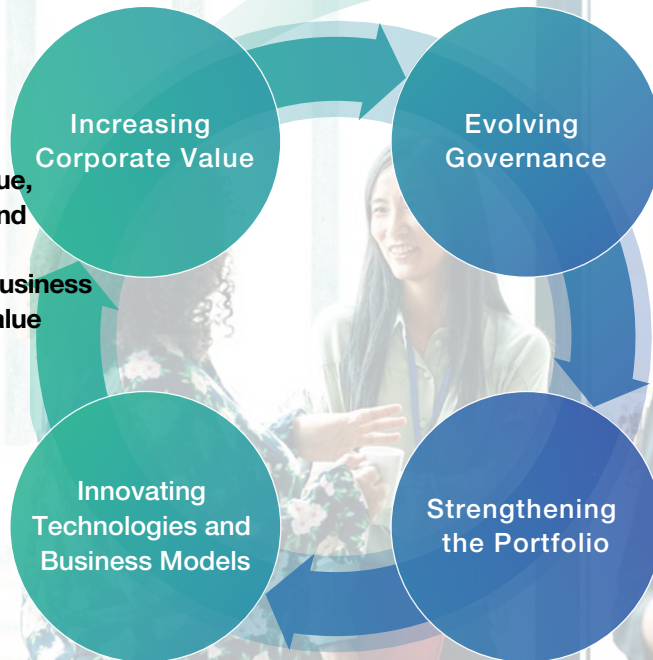 Increasing
Corporate Value
Evolving
Governance
Innovating
Technologies and
Business Models
Strengthening
the Portfolio